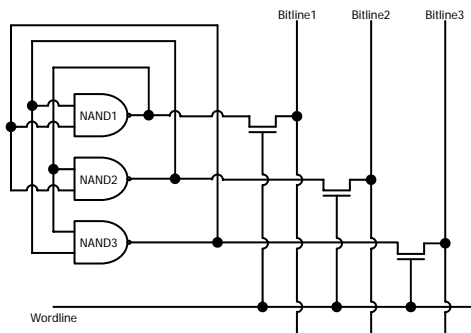 Bitline1 Bitline2 Bitline3
NAND1
NAND2
NAND3
Wordline